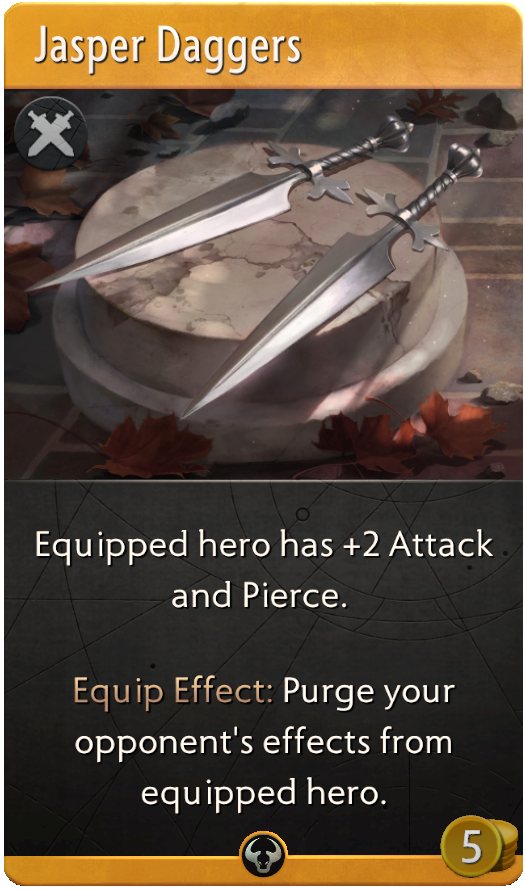 Jasper Daggers
Equipped hero has +2 Attack
and Pierce.
Equip Effect: Purge your
opponent's effects from
equipped hero.
5